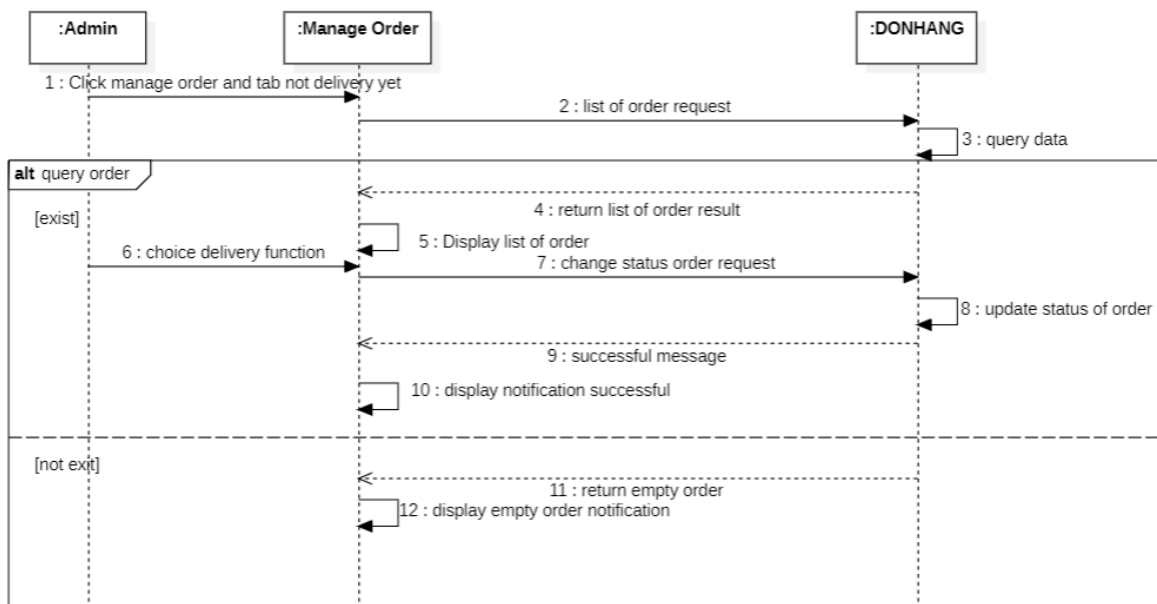 :Admin
:Manage Order
:DONHANG
1 : Click manage order and tab not delivery yet
2 : list of order request
3 : query data
alt query order
4 : return list of order result
[exist]
5 : Display list of order
6 : choice delivery function
7 : change status order request
8 : update status of order
9 : successful message
10 : display notification successful
[not exit]
11 : return empty order
12 : display empty order notification